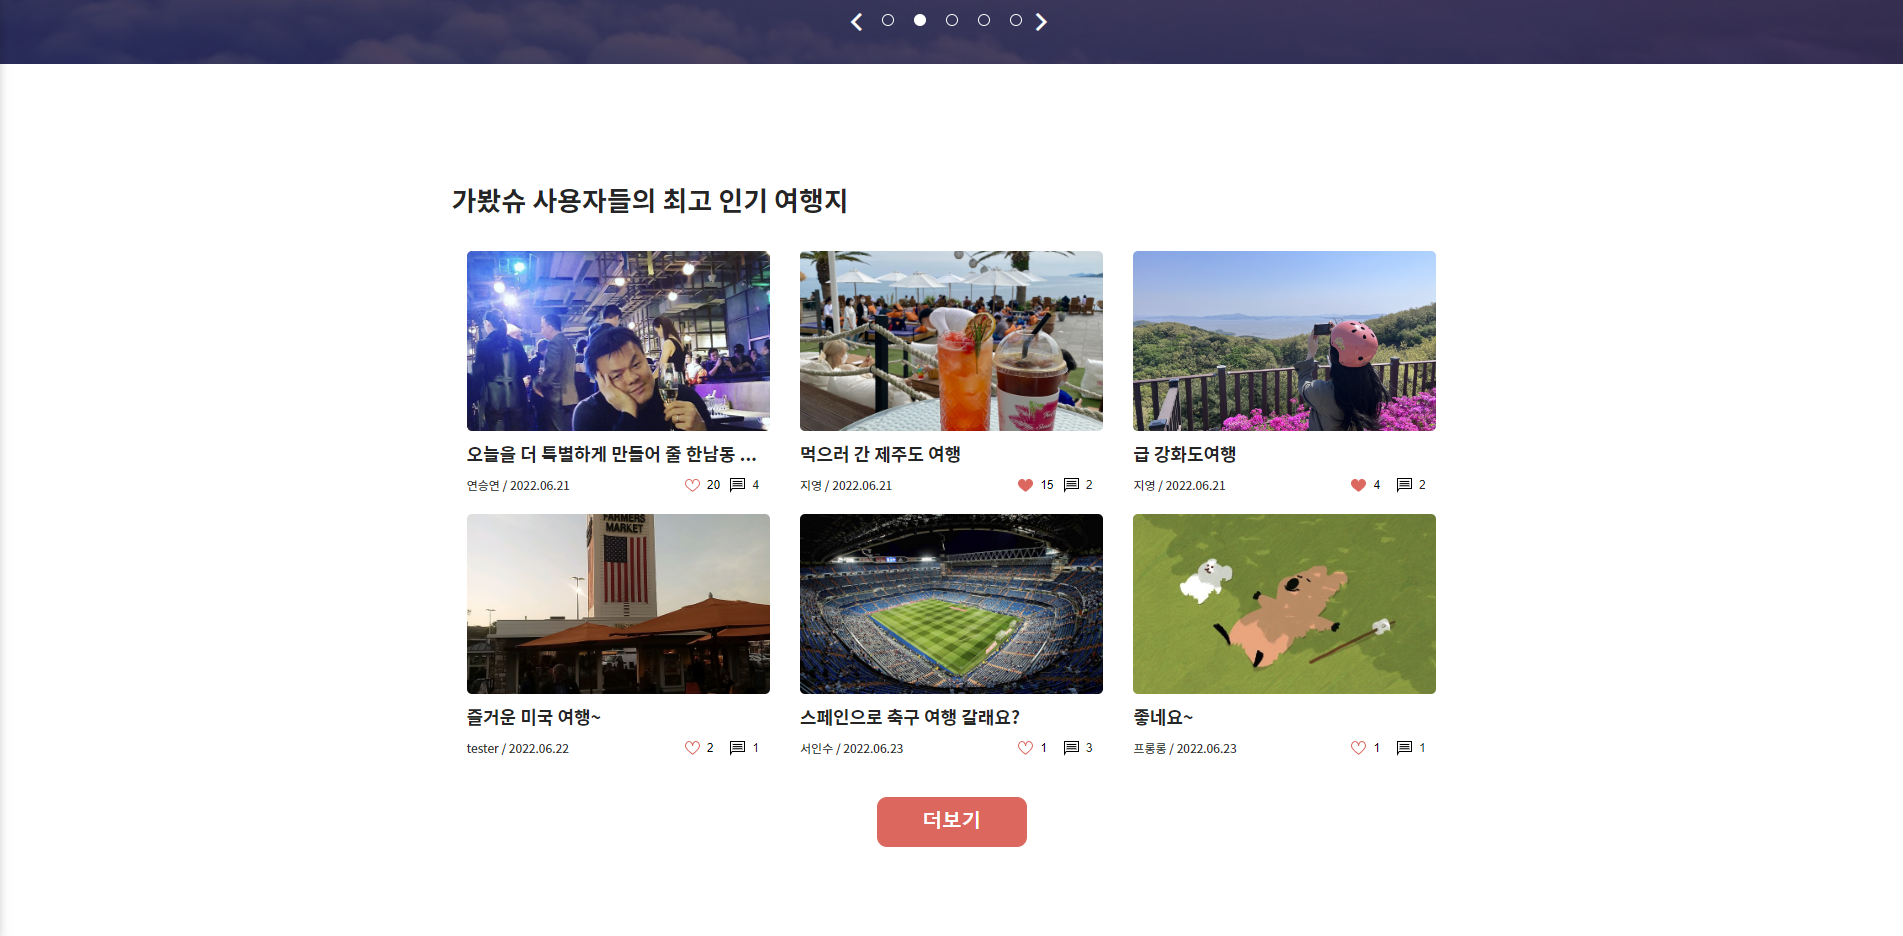 가봤슈 사용자들의 최고 인기 여행지
오늘을 더 특별하게 만들어 줄 한남동 ...
연승연 / 2022.06.21 20 4
먹으러 간 제주도 여행
지영 / 2022.06.21 15 2
급 강화도여행
지영 / 2022.06.21 4 2
FARMERS
MARKET
즐거운 미국 여행~
tester / 2022.06.22 2 1
스페인으로 축구 여행 갈래요?
서인수 / 2022.06.23 1 3
좋네요~
프롱롱 / 2022.06.23 1 1
더보기